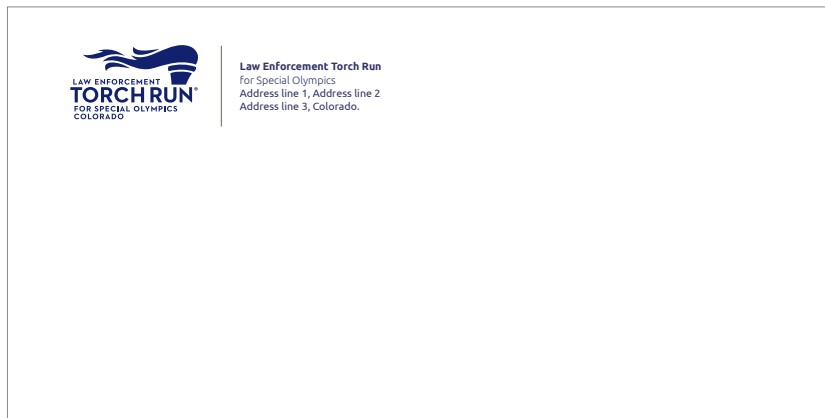 LAW ENFORCEMENT
TORCH RUN®
FOR SPECIAL OLYMPICS
COLORADO
Law Enforcement Torch Run
for Special Olympics
Address line 1, Address line 2
Address line 3, Colorado.